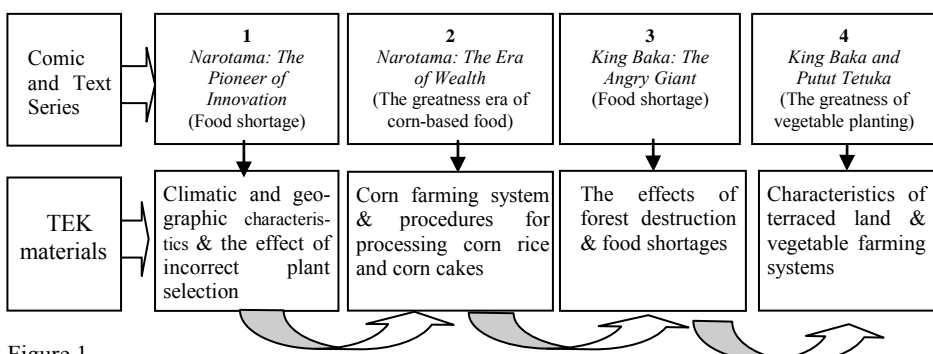 Comic
and Text
Series
1
Narotama: The
Pioneer of
Innovation
(Food shortage)
2
Narotama: The Era
of Wealth
(The greatness era of
corn-based food)
3
King Baka: The
Angry Giant
(Food shortage)
4
King Baka and
Putut Tetuka
(The greatness of
vegetable planting)
TEK
materials
Climatic and geo-
graphic characteris-
tics & the effect of
incorrect plant
selection
Corn farming system
& procedures for
processing corn rice
and corn cakes
The effects of
forest destruction
& food shortages
Characteristics of
terraced land &
vegetable farming
systems
Figure 1